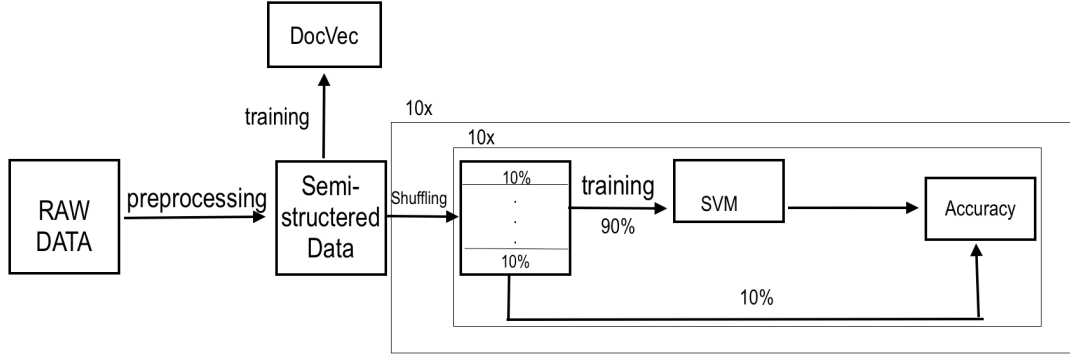 DocVec
training
10x
10x
RAW
DATA
preprocessing
Semi-
structered
Data
Shuffling
10%
.
.
.
10%
training
90%
SVM
Accuracy
10%